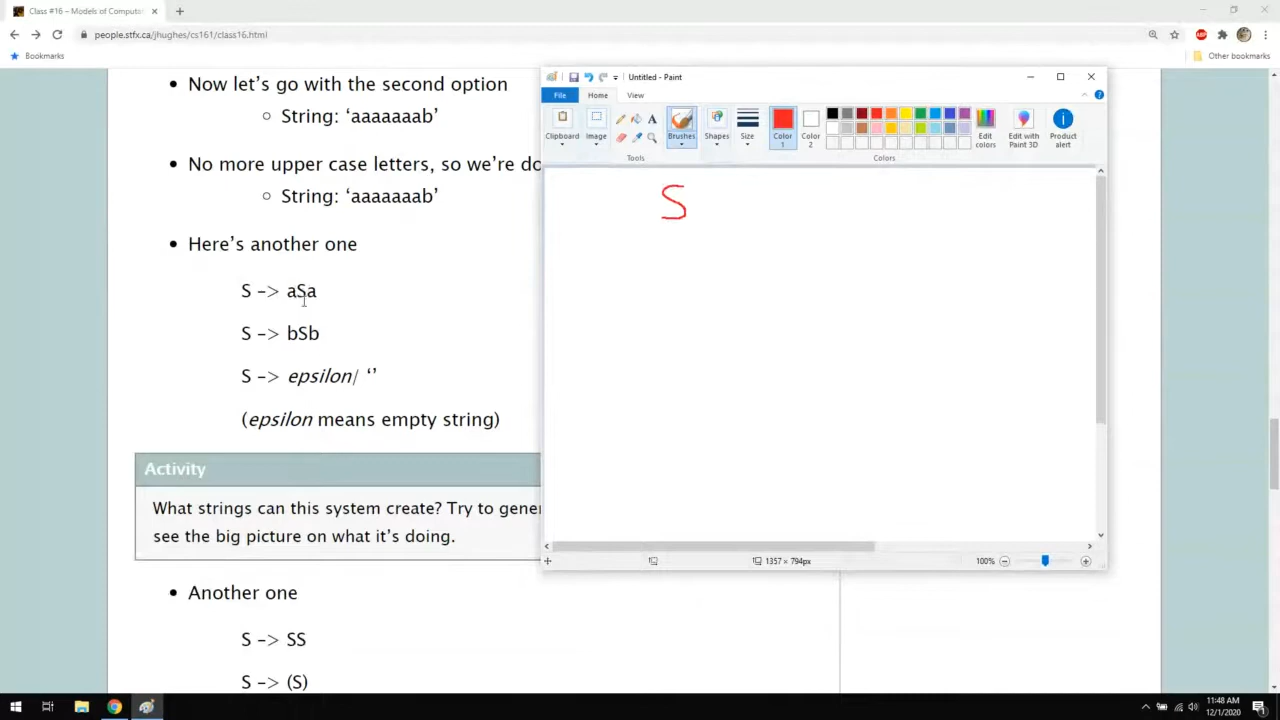 Class #16 – Models of Computa
people.stfx.ca/jhughes/cs161/class16.html
Bookmarks
Other bookmarks
Now let's go with the second option
String: 'aaaaaaab'
No more upper case letters, so we're do
String: 'aaaaaaab'
Here's another one
S -> aSa
S -> bSb
S -> epsilon/ ''
(epsilon means empty string)
Activity
What strings can this system create? Try to gener
see the big picture on what it's doing.
Another one
S -> SS
S -> (S)
Untitled - Paint
File
Home
View
Clipboard
Image
Tools
Brushes
Shapes
Size
Color 1
Color 2
Colors
Edit colors
Edit with Paint 3D
Product alert
S
1357 × 794px
100%
11:48 AM
12/1/2020